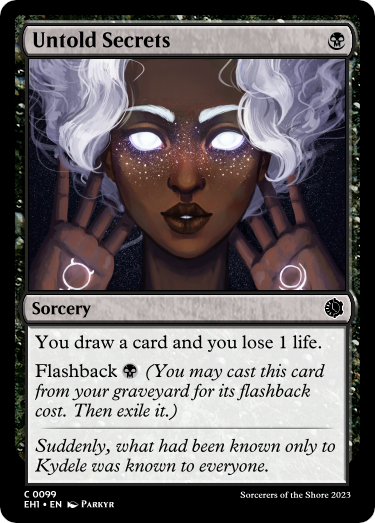 Untold Secrets
Sorcery
You draw a card and you lose 1 life.
Flashback (You may cast this card
from your graveyard for its flashback
cost. Then exile it.)
Suddenly, what had been known only to
Kydele was known to everyone.
C 0099
EH1 • EN PARKYR
Sorcerers of the Shore 2023